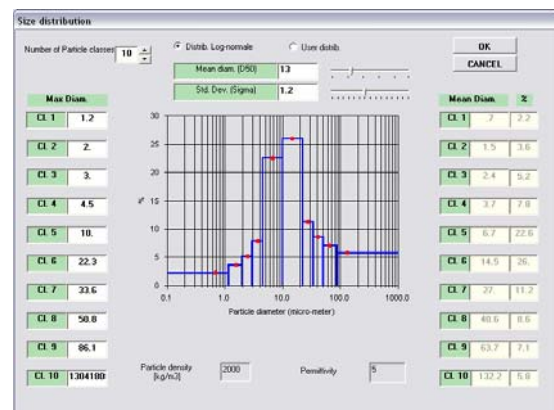 Size distribution
Number of Particle classes 10
Distrib. Log-normale
User distrib.
OK
CANCEL
Mean diam. (D50) 13
Std. Dev. (Sigma) 1.2
Max Diam.
Cl. 1 1.2
Cl. 2 2.
Cl. 3 3.
Cl. 4 4.5
Cl. 5 10.
Cl. 6 22.3
Cl. 7 33.6
Cl. 8 50.8
Cl. 9 86.1
Cl. 10 1304180
30
25
20
% 15
10
5
0
0.1 1.0 10.0 100.0 1000.0
Particle diameter (micro-meter)
Particle density [kg/m3] 2000
Permittivity 5
Mean Diam. %
Cl. 1 .7 2.2
Cl. 2 1.5 3.6
Cl. 3 2.4 5.2
Cl. 4 3.7 7.8
Cl. 5 6.7 22.6
Cl. 6 14.5 26.
Cl. 7 27. 11.2
Cl. 8 40.6 8.6
Cl. 9 63.7 7.1
Cl. 10 132.2 5.8